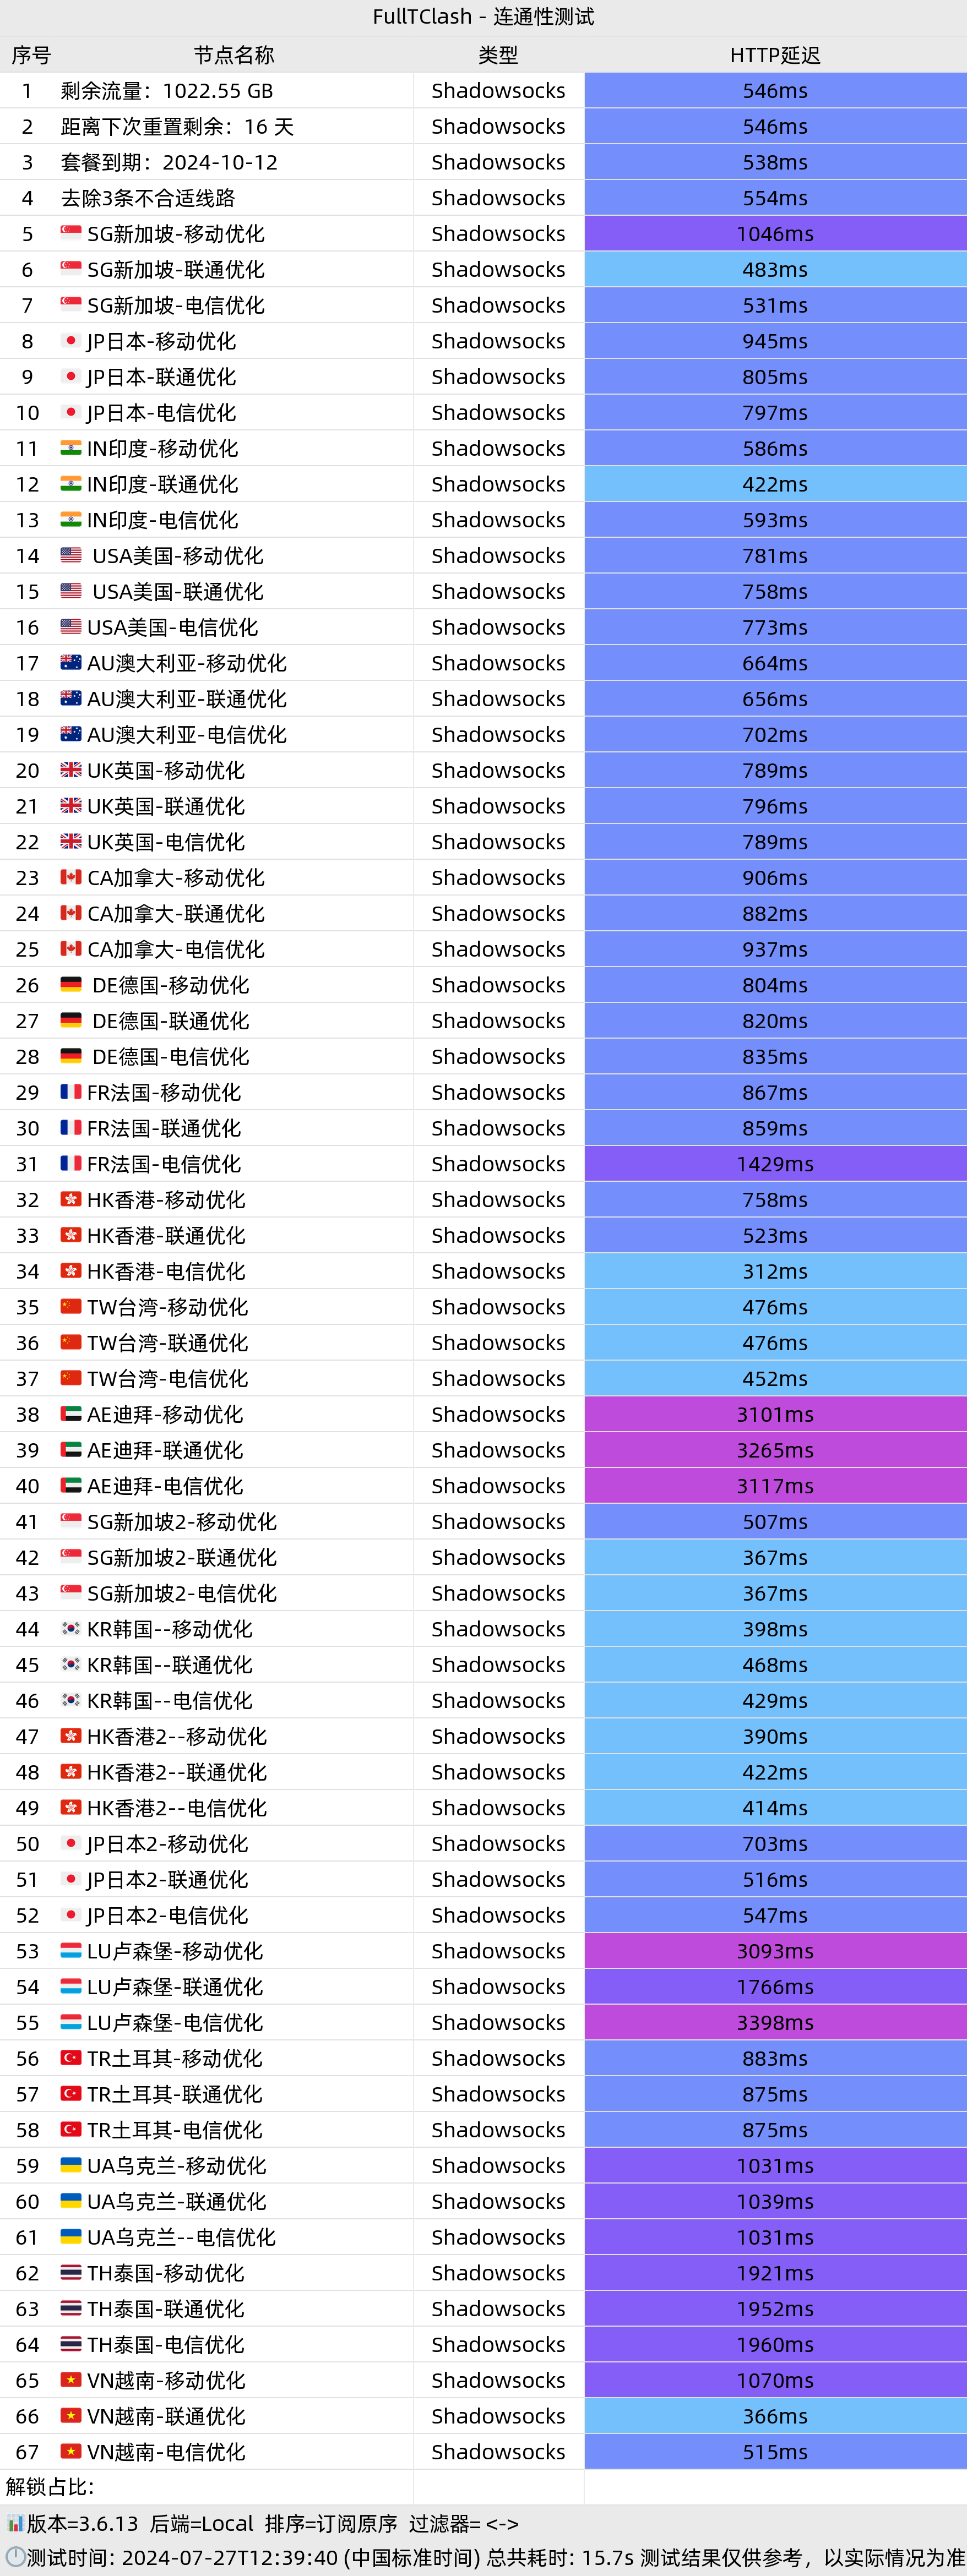 FullTClash - 连通性测试
序号 节点名称 类型 HTTP延迟
1 剩余流量：1022.55 GB Shadowsocks 546ms
2 距离下次重置剩余：16 天 Shadowsocks 546ms
3 套餐到期：2024-10-12 Shadowsocks 538ms
4 去除3条不合适线路 Shadowsocks 554ms
5 🇸🇬 SG新加坡-移动优化 Shadowsocks 1046ms
6 🇸🇬 SG新加坡-联通优化 Shadowsocks 483ms
7 🇸🇬 SG新加坡-电信优化 Shadowsocks 531ms
8 🇯🇵 JP日本-移动优化 Shadowsocks 945ms
9 🇯🇵 JP日本-联通优化 Shadowsocks 805ms
10 🇯🇵 JP日本-电信优化 Shadowsocks 797ms
11 🇮🇳 IN印度-移动优化 Shadowsocks 586ms
12 🇮🇳 IN印度-联通优化 Shadowsocks 422ms
13 🇮🇳 IN印度-电信优化 Shadowsocks 593ms
14 🇺🇸 USA美国-移动优化 Shadowsocks 781ms
15 🇺🇸 USA美国-联通优化 Shadowsocks 758ms
16 🇺🇸 USA美国-电信优化 Shadowsocks 773ms
17 🇦🇺 AU澳大利亚-移动优化 Shadowsocks 664ms
18 🇦🇺 AU澳大利亚-联通优化 Shadowsocks 656ms
19 🇦🇺 AU澳大利亚-电信优化 Shadowsocks 702ms
20 🇬🇧 UK英国-移动优化 Shadowsocks 789ms
21 🇬🇧 UK英国-联通优化 Shadowsocks 796ms
22 🇬🇧 UK英国-电信优化 Shadowsocks 789ms
23 🇨🇦 CA加拿大-移动优化 Shadowsocks 906ms
24 🇨🇦 CA加拿大-联通优化 Shadowsocks 882ms
25 🇨🇦 CA加拿大-电信优化 Shadowsocks 937ms
26 🇩🇪 DE德国-移动优化 Shadowsocks 804ms
27 🇩🇪 DE德国-联通优化 Shadowsocks 820ms
28 🇩🇪 DE德国-电信优化 Shadowsocks 835ms
29 🇫🇷 FR法国-移动优化 Shadowsocks 867ms
30 🇫🇷 FR法国-联通优化 Shadowsocks 859ms
31 🇫🇷 FR法国-电信优化 Shadowsocks 1429ms
32 🇭🇰 HK香港-移动优化 Shadowsocks 758ms
33 🇭🇰 HK香港-联通优化 Shadowsocks 523ms
34 🇭🇰 HK香港-电信优化 Shadowsocks 312ms
35 🇨🇳 TW台湾-移动优化 Shadowsocks 476ms
36 🇨🇳 TW台湾-联通优化 Shadowsocks 476ms
37 🇨🇳 TW台湾-电信优化 Shadowsocks 452ms
38 🇦🇪 AE迪拜-移动优化 Shadowsocks 3101ms
39 🇦🇪 AE迪拜-联通优化 Shadowsocks 3265ms
40 🇦🇪 AE迪拜-电信优化 Shadowsocks 3117ms
41 🇸🇬 SG新加坡2-移动优化 Shadowsocks 507ms
42 🇸🇬 SG新加坡2-联通优化 Shadowsocks 367ms
43 🇸🇬 SG新加坡2-电信优化 Shadowsocks 367ms
44 🇰🇷 KR韩国--移动优化 Shadowsocks 398ms
45 🇰🇷 KR韩国--联通优化 Shadowsocks 468ms
46 🇰🇷 KR韩国--电信优化 Shadowsocks 429ms
47 🇭🇰 HK香港2--移动优化 Shadowsocks 390ms
48 🇭🇰 HK香港2--联通优化 Shadowsocks 422ms
49 🇭🇰 HK香港2--电信优化 Shadowsocks 414ms
50 🇯🇵 JP日本2-移动优化 Shadowsocks 703ms
51 🇯🇵 JP日本2-联通优化 Shadowsocks 516ms
52 🇯🇵 JP日本2-电信优化 Shadowsocks 547ms
53 🇱🇺 LU卢森堡-移动优化 Shadowsocks 3093ms
54 🇱🇺 LU卢森堡-联通优化 Shadowsocks 1766ms
55 🇱🇺 LU卢森堡-电信优化 Shadowsocks 3398ms
56 🇹🇷 TR土耳其-移动优化 Shadowsocks 883ms
57 🇹🇷 TR土耳其-联通优化 Shadowsocks 875ms
58 🇹🇷 TR土耳其-电信优化 Shadowsocks 875ms
59 🇺🇦 UA乌克兰-移动优化 Shadowsocks 1031ms
60 🇺🇦 UA乌克兰-联通优化 Shadowsocks 1039ms
61 🇺🇦 UA乌克兰--电信优化 Shadowsocks 1031ms
62 🇹🇭 TH泰国-移动优化 Shadowsocks 1921ms
63 🇹🇭 TH泰国-联通优化 Shadowsocks 1952ms
64 🇹🇭 TH泰国-电信优化 Shadowsocks 1960ms
65 🇻🇳 VN越南-移动优化 Shadowsocks 1070ms
66 🇻🇳 VN越南-联通优化 Shadowsocks 366ms
67 🇻🇳 VN越南-电信优化 Shadowsocks 515ms
解锁占比:
📊版本=3.6.13 后端=Local 排序=订阅原序 过滤器= <->
🕛测试时间: 2024-07-27T12:39:40 (中国标准时间) 总共耗时: 15.7s 测试结果仅供参考，以实际情况为准